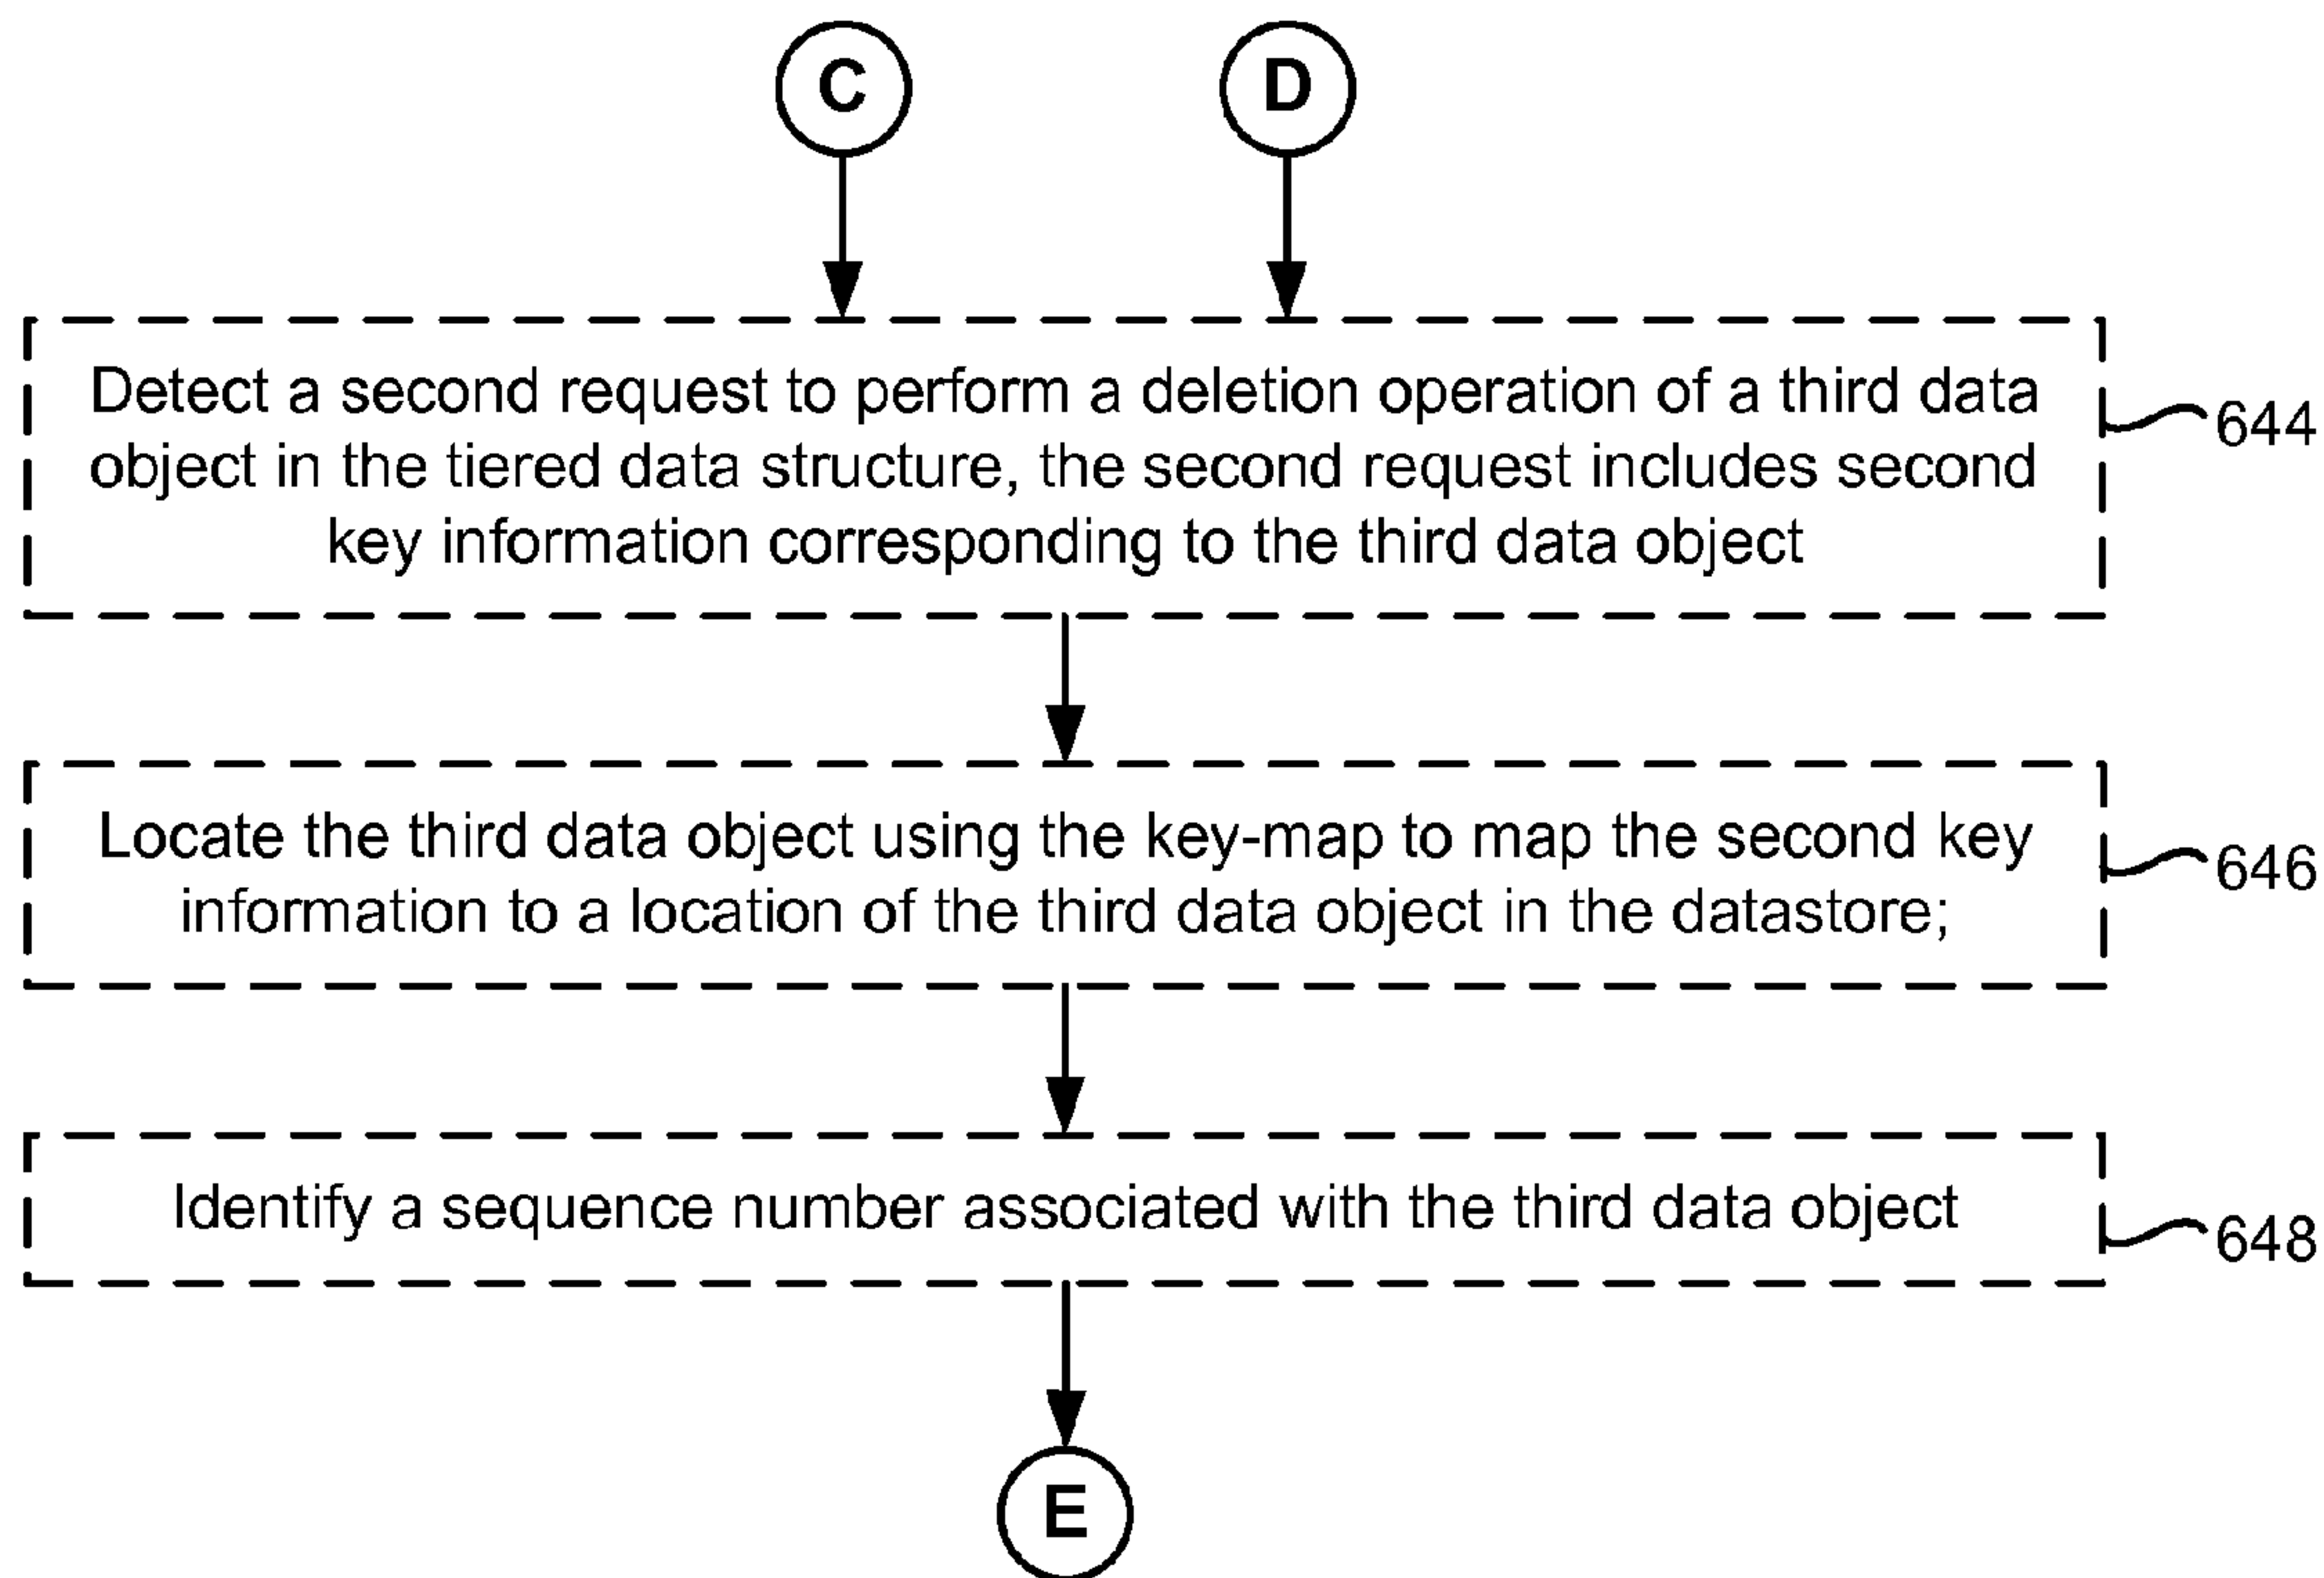 C
D
Detect a second request to perform a deletion operation of a third data
object in the tiered data structure, the second request includes second
key information corresponding to the third data object
644
Locate the third data object using the key-map to map the second key
information to a location of the third data object in the datastore;
646
Identify a sequence number associated with the third data object
648
E